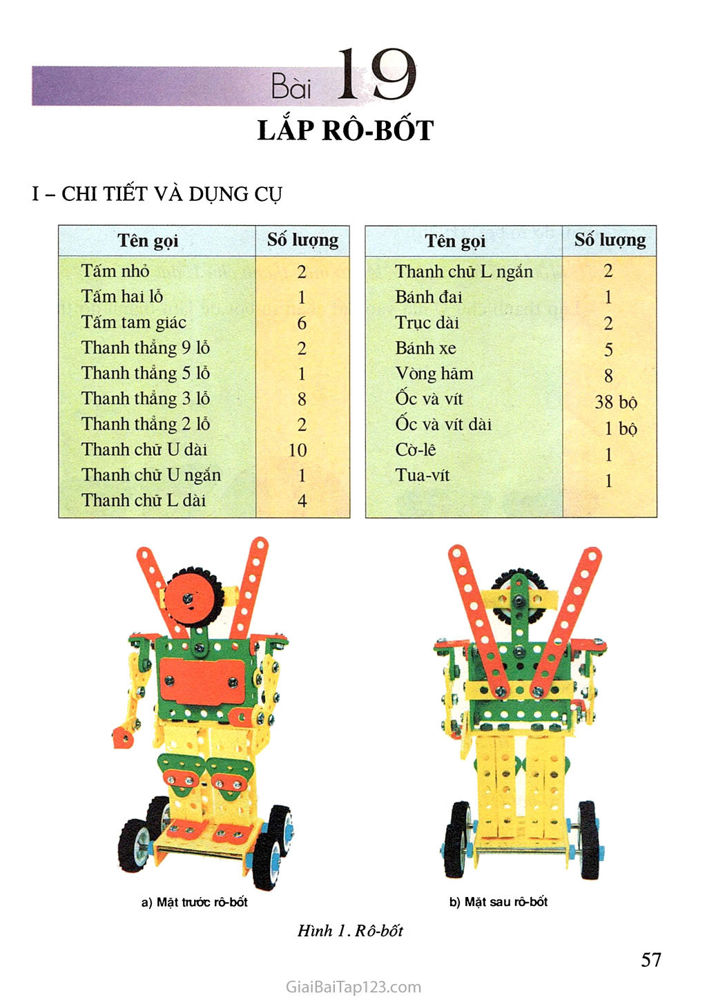 Bài 19
LẮP RÔ-BỐT
I – CHI TIẾT VÀ DỤNG CỤ
Tên gọi Số lượng
Tấm nhỏ 2
Tấm hai lỗ 1
Tấm tam giác 6
Thanh thẳng 9 lỗ 2
Thanh thẳng 5 lỗ 1
Thanh thẳng 3 lỗ 8
Thanh thẳng 2 lỗ 2
Thanh chữ U dài 10
Thanh chữ U ngắn 1
Thanh chữ L dài 4
Tên gọi Số lượng
Thanh chữ L ngắn 2
Bánh đai 1
Trục dài 2
Bánh xe 5
Vòng hãm 8
Ốc và vít 38 bộ
Ốc và vít dài 1 bộ
Cờ-lê 1
Tua-vít 1
a) Mặt trước rô-bốt
b) Mặt sau rô-bốt
Hình 1. Rô-bốt
57
GiaiBaiTap123.com